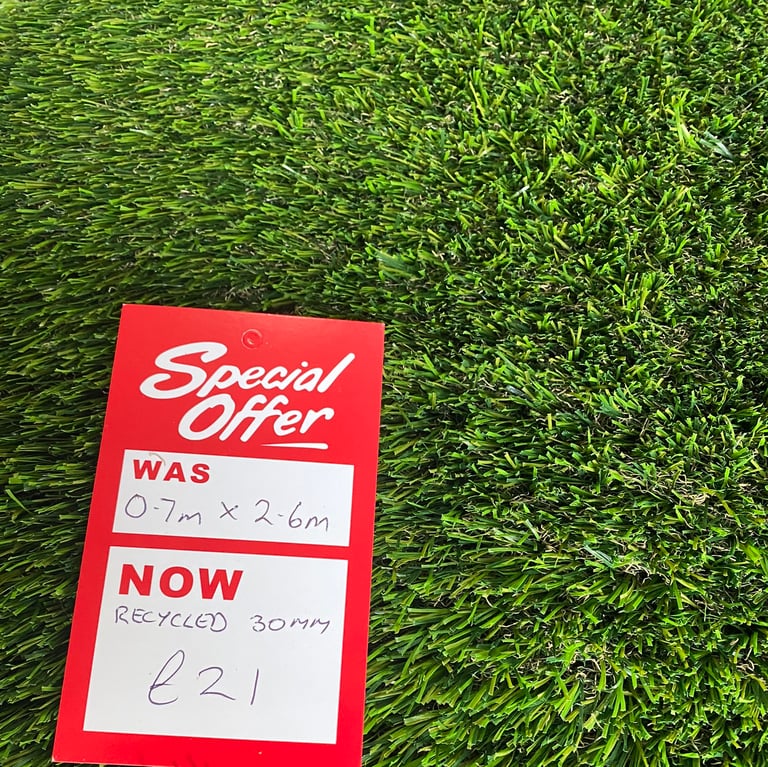 Special
Offer
WAS
0.7m x 2.6m
NOW
RECYCLED 30MM
£21